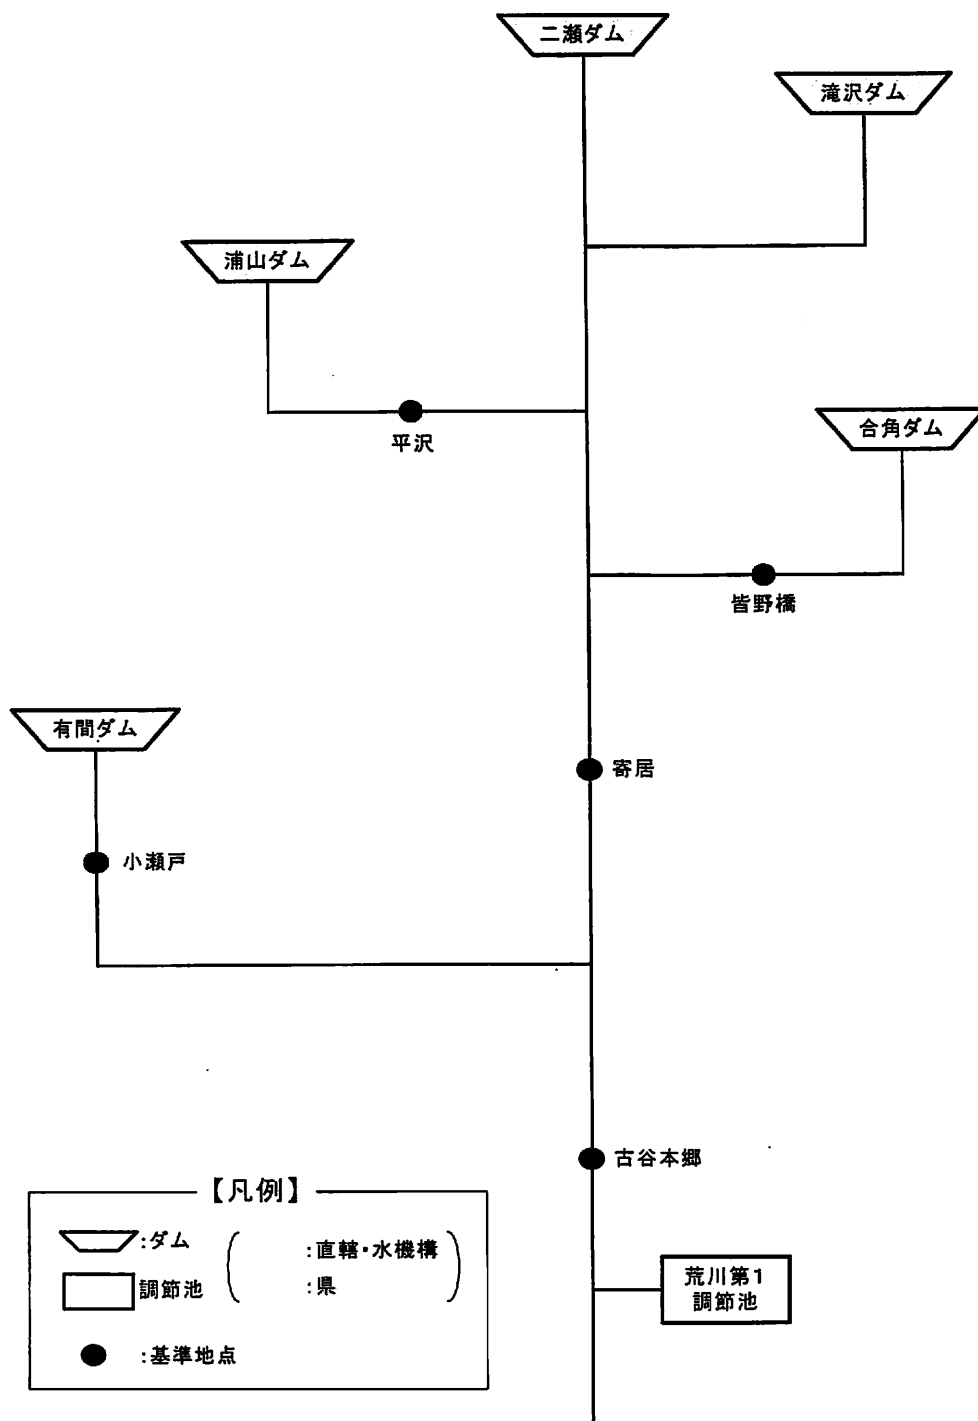 二瀬ダム
滝沢ダム
浦山ダム
平沢
合角ダム
皆野橋
有間ダム
寄居
小瀬戸
古谷本郷
【凡例】
:ダム
調節池
:直轄・水機構
:県
:基準地点
荒川第1
調節池